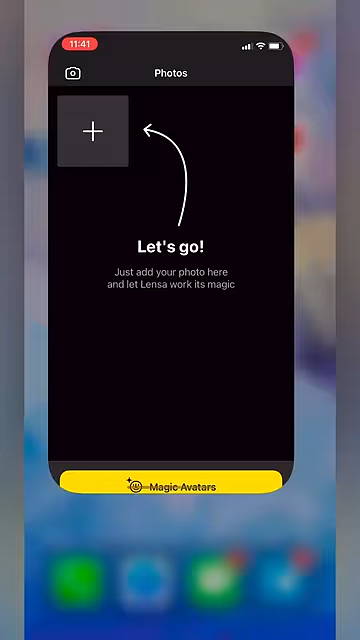 11:41
Photos
Let's go!
Just add your photo here
and let Lensa work its magic
Magic Avatars